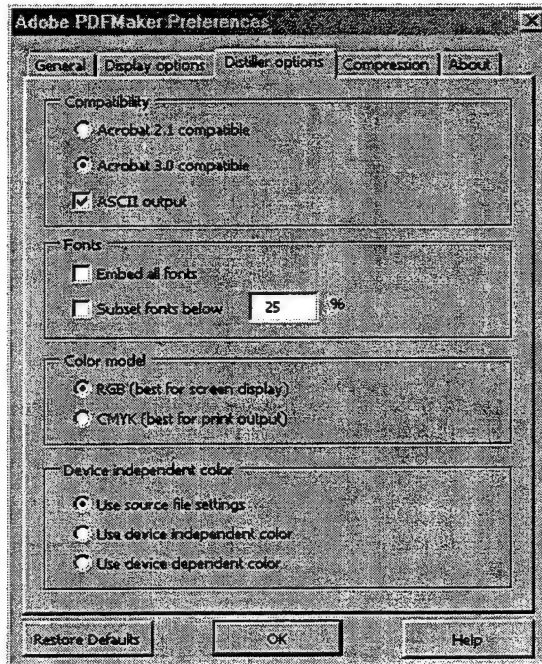 Adobe PDFMaker Preferences
General Display options Distiller options Compression About
Compatibility
Acrobat 2.1 compatible
Acrobat 3.0 compatible
ASCII output
Fonts
Embed all fonts
Subset fonts below 25 %
Color model
RGB (best for screen display)
CMYK (best for print output)
Device independent color
Use source file settings
Use device independent color
Use device dependent color
Restore Defaults OK Help